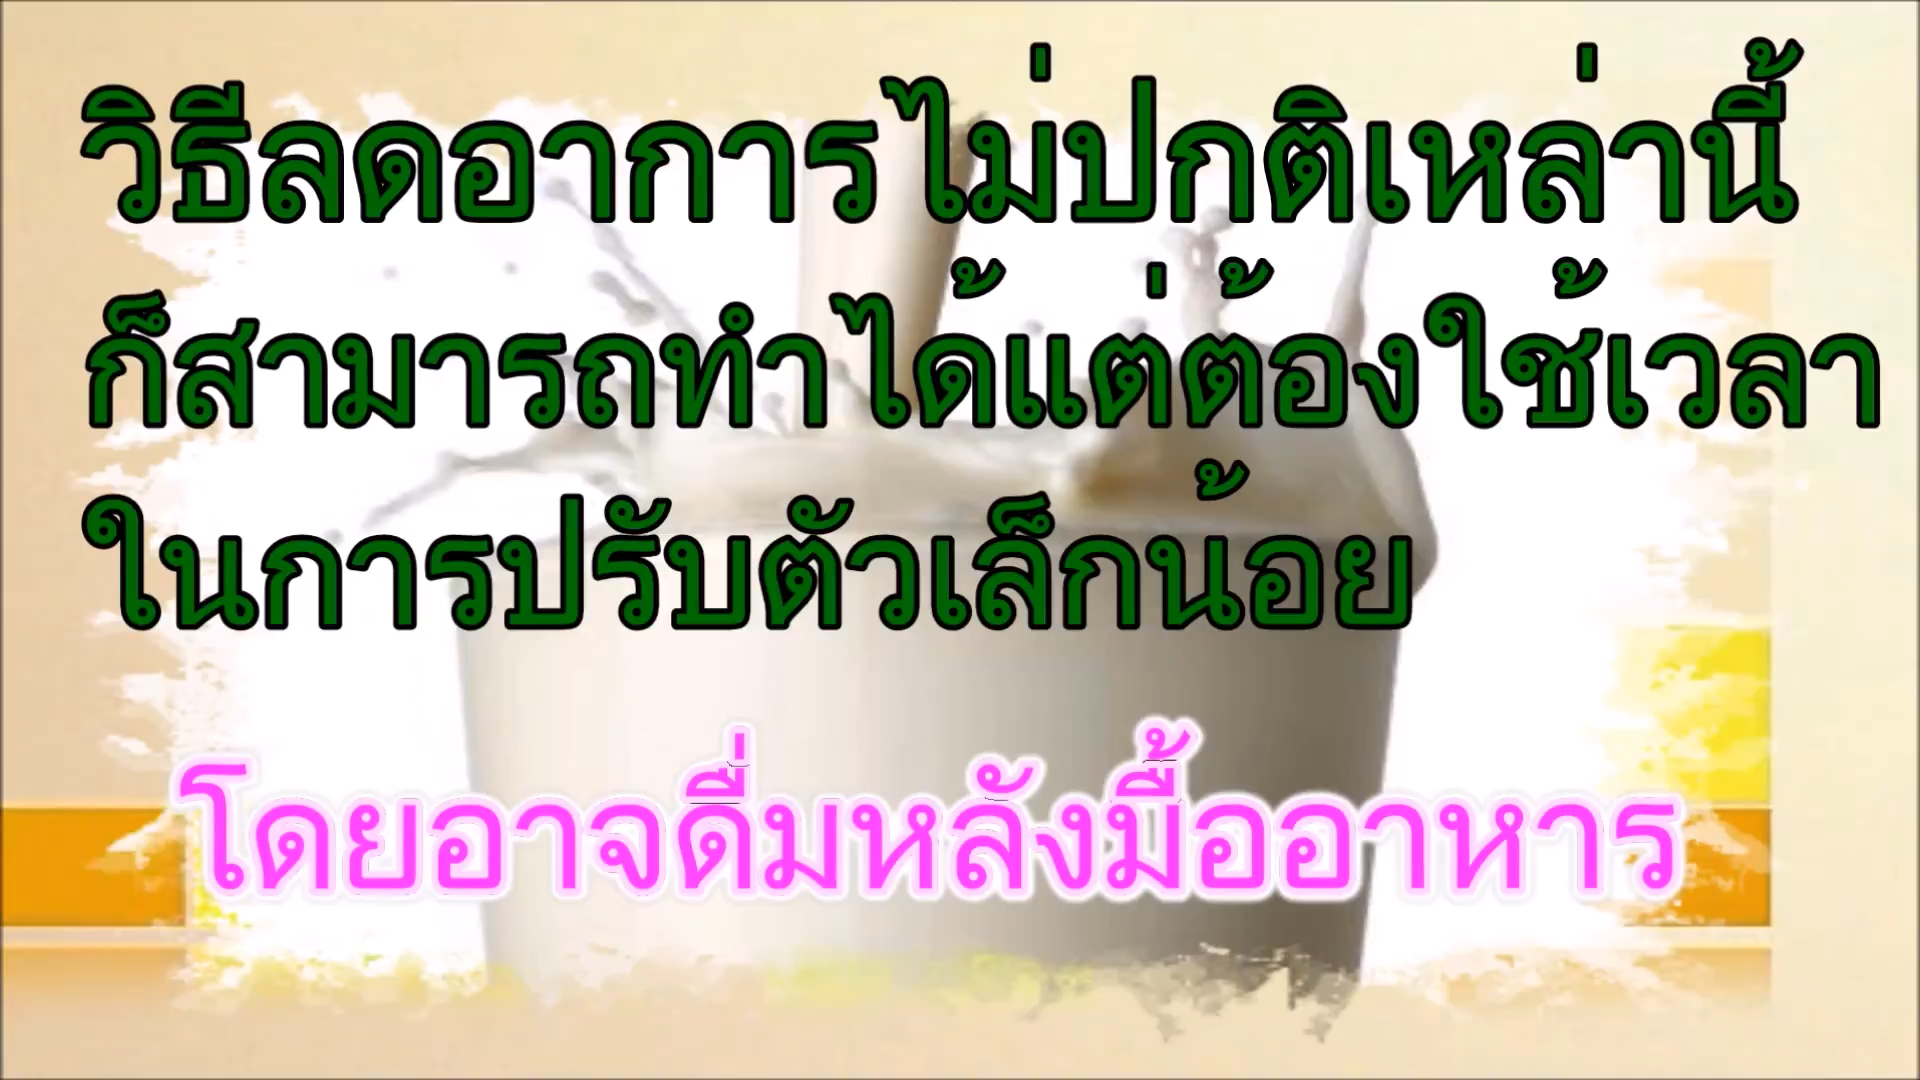 วิธีลดอาการไม่ปกติเหล่านี้
ก็สามารถทำได้แต่ต้องใช้เวลา
ในการปรับตัวเล็กน้อย
โดยอาจดื่มหลังมื้ออาหาร